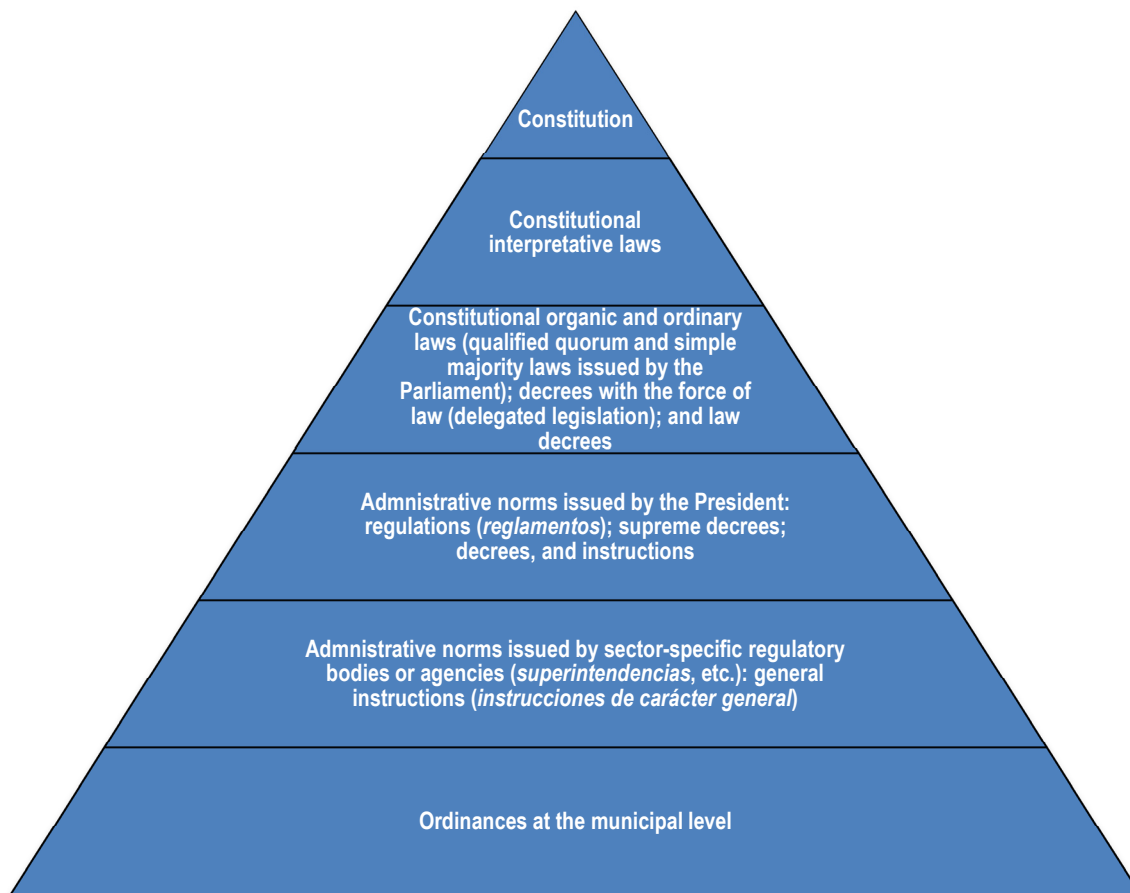 Constitution
Constitutional
interpretative laws
Constitutional organic and ordinary
laws (qualified quorum and simple
majority laws issued by the
Parliament); decrees with the force of
law (delegated legislation); and law
decrees
Admnistrative norms issued by the President:
regulations (reglamentos); supreme decrees;
decrees, and instructions
Admnistrative norms issued by sector-specific regulatory
bodies or agencies (superintendencias, etc.): general
instructions (instrucciones de carácter general)
Ordinances at the municipal level